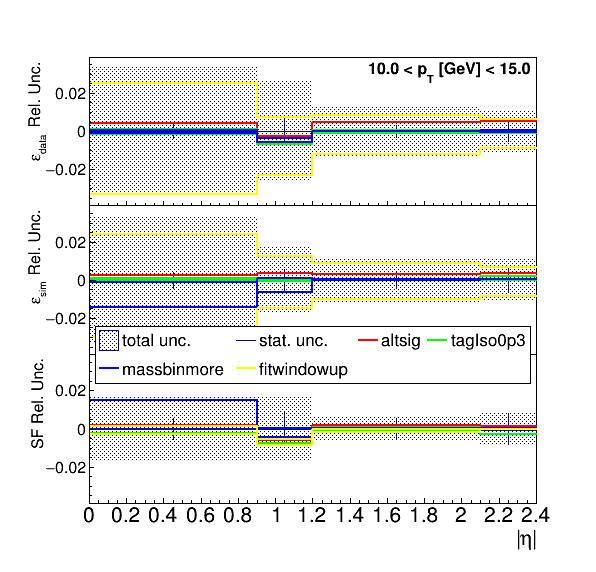 10.0 < p_T [GeV] < 15.0
ε_data Rel. Unc.
0.02
0
−0.02
ε_sim Rel. Unc.
0.02
0
−0.02
total unc. stat. unc. altsig tagIso0p3
massbinmore fitwindowup
SF Rel. Unc.
0.02
0
−0.02
0 0.2 0.4 0.6 0.8 1 1.2 1.4 1.6 1.8 2 2.2 2.4
|η|